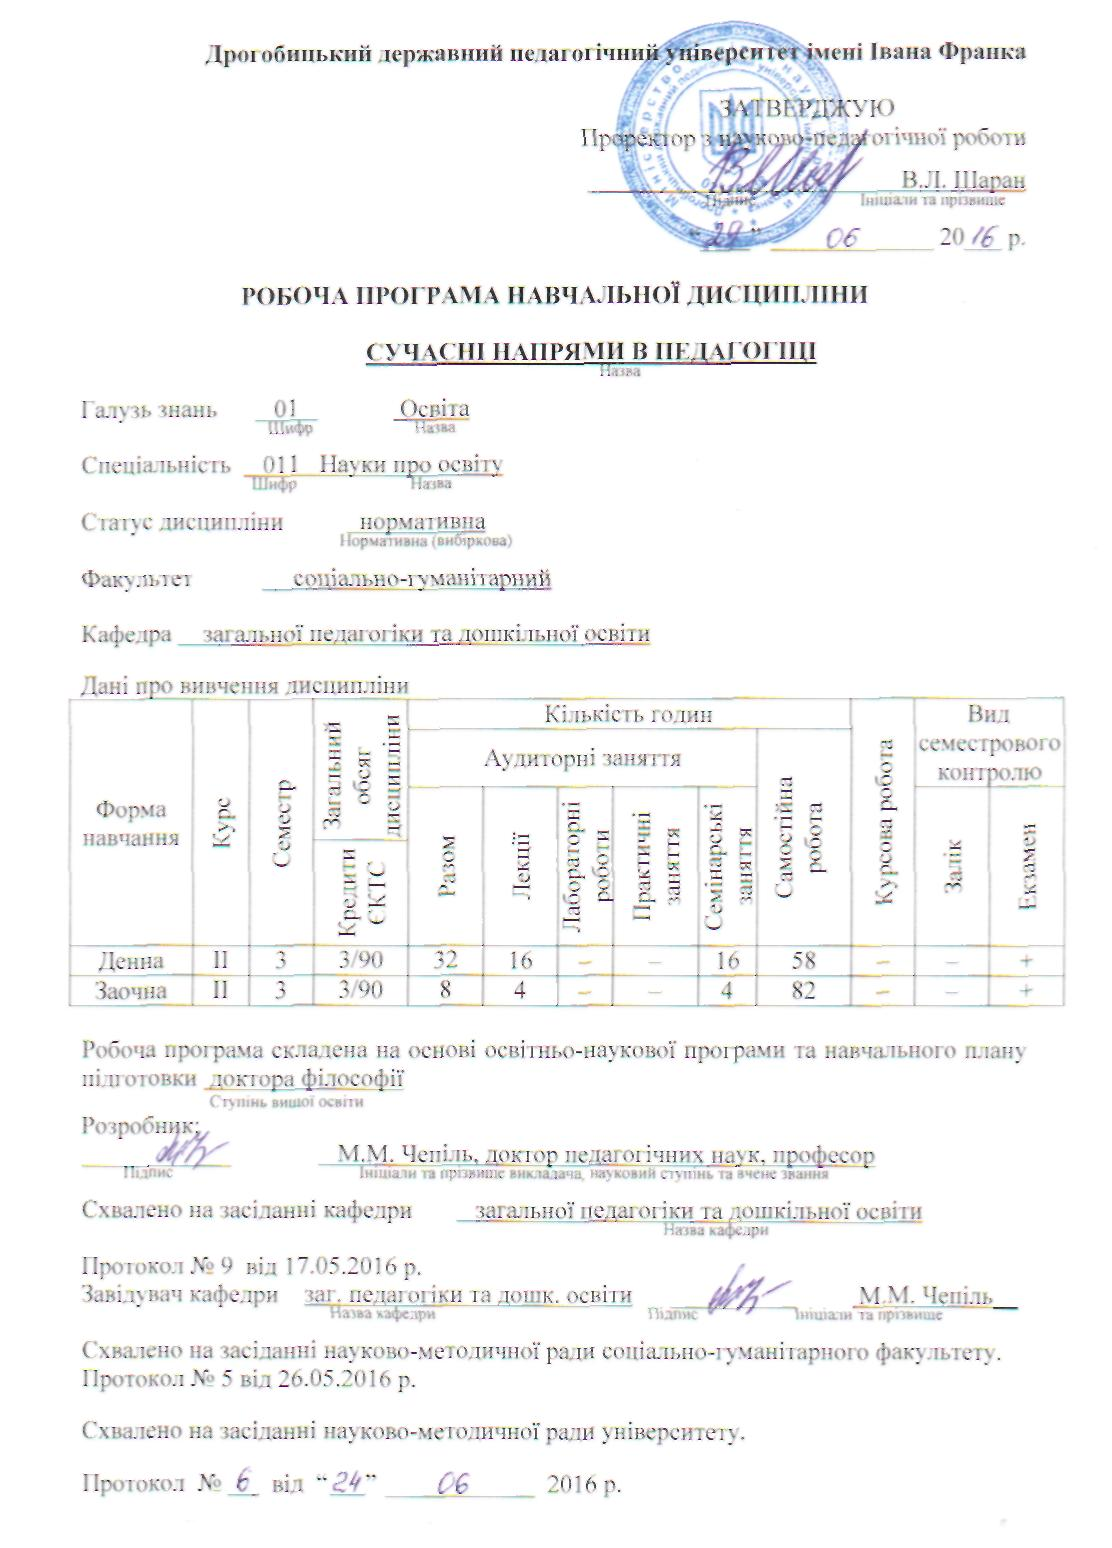 Дрогобицький державний педагогічний університет імені Івана Франка
ЗАТВЕРДЖУЮ
Проректор з науково-педагогічної роботи
В.Л. Шаран
Підпис Ініціали та прізвище
“ 29 ” 06 2016 р.
РОБОЧА ПРОГРАМА НАВЧАЛЬНОЇ ДИСЦИПЛІНИ
СУЧАСНІ НАПРЯМИ В ПЕДАГОГІЦІ
Назва
Галузь знань 01 Освіта
Шифр Назва
Спеціальність 011 Науки про освіту
Шифр Назва
Статус дисципліни нормативна
Нормативна (вибіркова)
Факультет соціально-гуманітарний
Кафедра загальної педагогіки та дошкільної освіти
Дані про вивчення дисципліни
Форма навчання
Курс
Семестр
Загальний обсяг дисципліни
Кредити ЄКТС
Кількість годин
Аудиторні заняття
Разом
Лекції
Лабораторні роботи
Практичні заняття
Семінарські заняття
Самостійна робота
Курсова робота
Вид семестрового контролю
Залік
Екзамен
Денна ІІ 3 3/90 32 16 – – 16 58 – – +
Заочна ІІ 3 3/90 8 4 – – 4 82 – – +
Робоча програма складена на основі освітньо-наукової програми та навчального плану
підготовки доктора філософії
Ступінь вищої освіти
Розробник:
М.М. Чепіль, доктор педагогічних наук, професор
Підпис Ініціали та прізвище викладача, науковий ступінь та вчене звання
Схвалено на засіданні кафедри загальної педагогіки та дошкільної освіти
Назва кафедри
Протокол № 9 від 17.05.2016 р.
Завідувач кафедри заг. педагогіки та дошк. освіти М.М. Чепіль
Назва кафедри Підпис Ініціали та прізвище
Схвалено на засіданні науково-методичної ради соціально-гуманітарного факультету.
Протокол № 5 від 26.05.2016 р.
Схвалено на засіданні науково-методичної ради університету.
Протокол № 6 від “ 24 ” 06 2016 р.